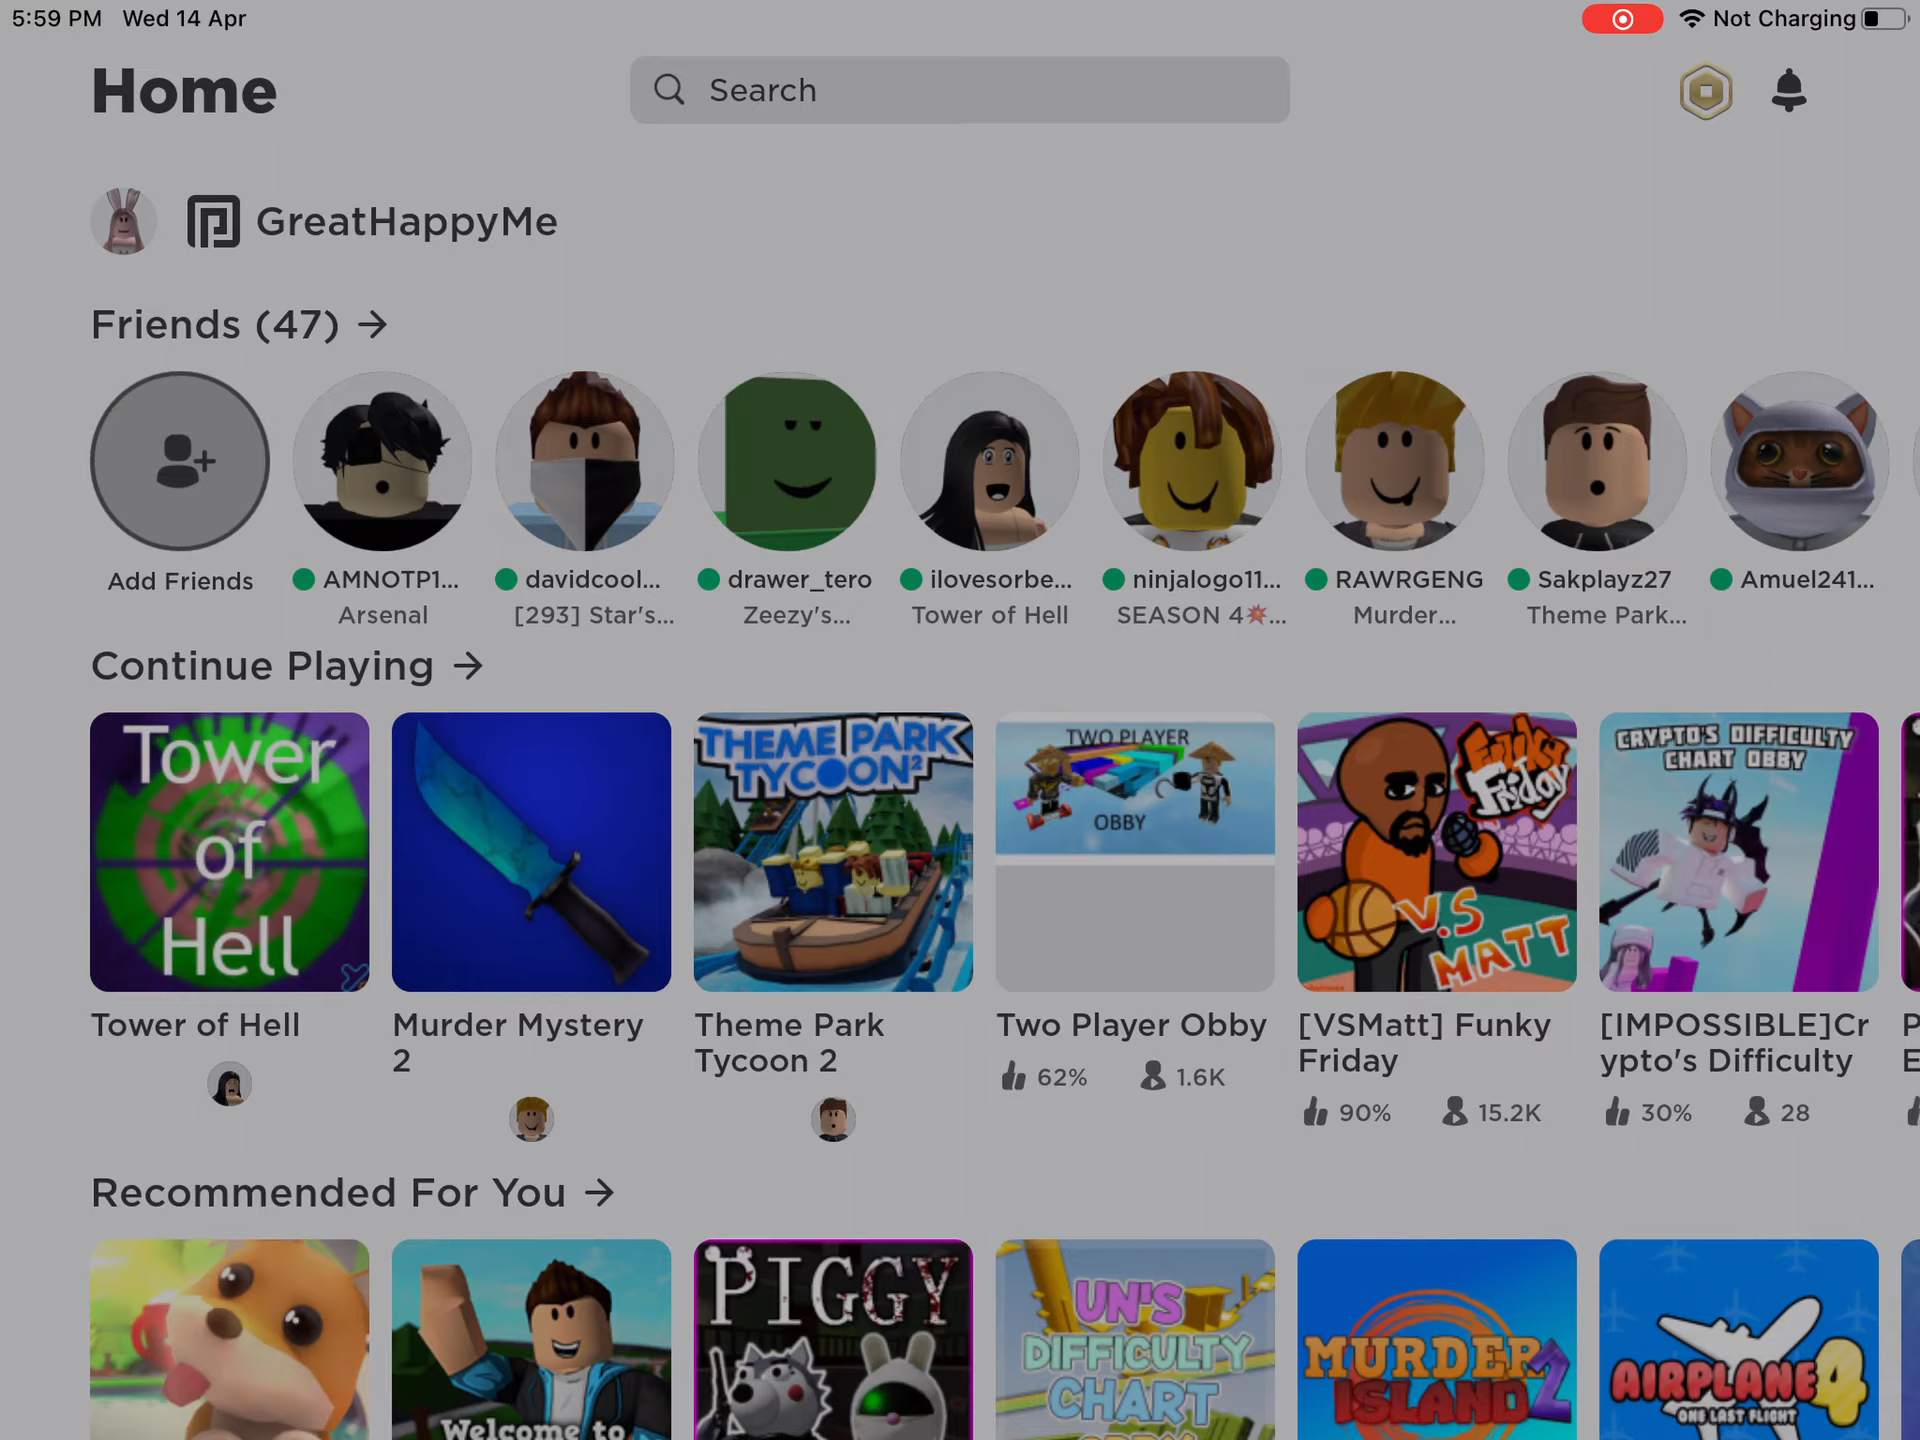 5:59 PM Wed 14 Apr
Not Charging
Home
Search
GreatHappyMe
Friends (47) →
Add Friends
AMNOTP1...
Arsenal
davidcool...
[293] Star's...
drawer_tero
Zeezy's...
ilovesorbe...
Tower of Hell
ninjalogo11...
SEASON 4💥...
RAWRGENG
Murder...
Sakplayz27
Theme Park...
Amuel241...
Continue Playing →
Tower
of
Hell
THEME PARK
TYCOON 2
TWO PLAYER
OBBY
Funky
Friday
V.S
MATT
CRYPTO'S DIFFICULTY
CHART OBBY
Tower of Hell
Murder Mystery
2
Theme Park
Tycoon 2
Two Player Obby
62% 1.6K
[VSMatt] Funky
Friday
90% 15.2K
[IMPOSSIBLE]Cr
ypto's Difficulty
30% 28
Recommended For You →
Welcome to
PIGGY
UN'S
DIFFICULTY
CHART
OBBY
MURDER
ISLAND 2
AIRPLANE 4
ONE LAST FLIGHT